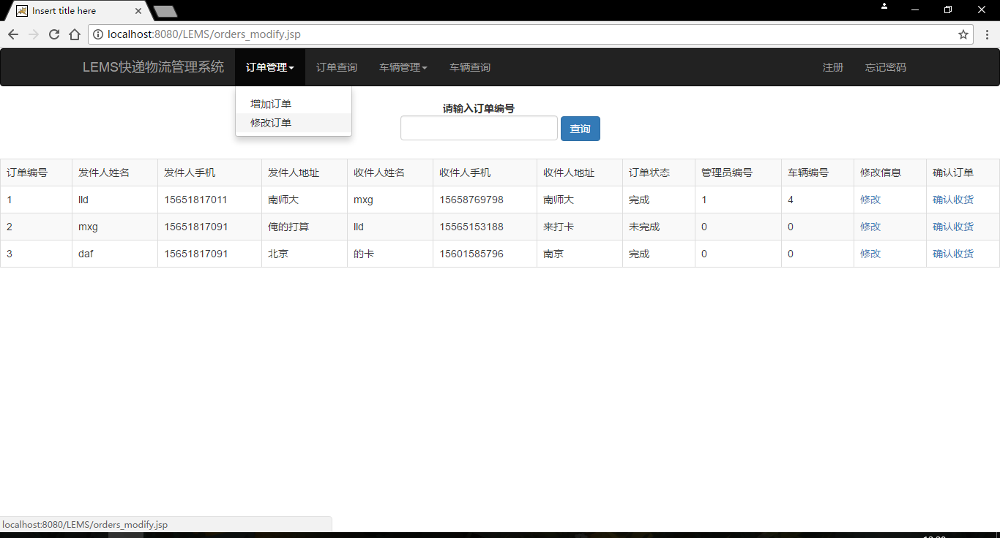 Insert title here
localhost:8080/LEMS/orders_modify.jsp
LEMS快递物流管理系统 订单管理 订单查询 车辆管理 车辆查询 注册 忘记密码
增加订单
修改订单
请输入订单编号
查询
订单编号 发件人姓名 发件人手机 发件人地址 收件人姓名 收件人手机 收件人地址 订单状态 管理员编号 车辆编号 修改信息 确认订单
1 lld 15651817011 南师大 mxg 15658769798 南师大 完成 1 4 修改 确认收货
2 mxg 15651817091 俺的打算 lld 15565153188 来打卡 未完成 0 0 修改 确认收货
3 daf 15651817091 北京 的卡 15601585796 南京 完成 0 0 修改 确认收货
localhost:8080/LEMS/orders_modify.jsp